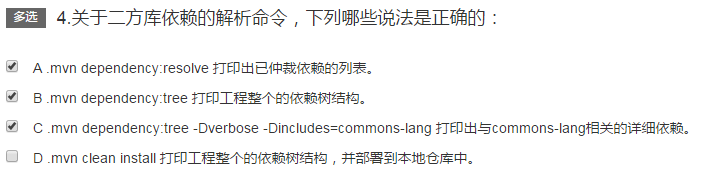 多选 4.关于二方库依赖的解析命令，下列哪些说法是正确的：
A .mvn dependency:resolve 打印出已仲裁依赖的列表。
B .mvn dependency:tree 打印工程整个的依赖树结构。
C .mvn dependency:tree -Dverbose -Dincludes=commons-lang 打印出与commons-lang相关的详细依赖。
D .mvn clean install 打印工程整个的依赖树结构，并部署到本地仓库中。